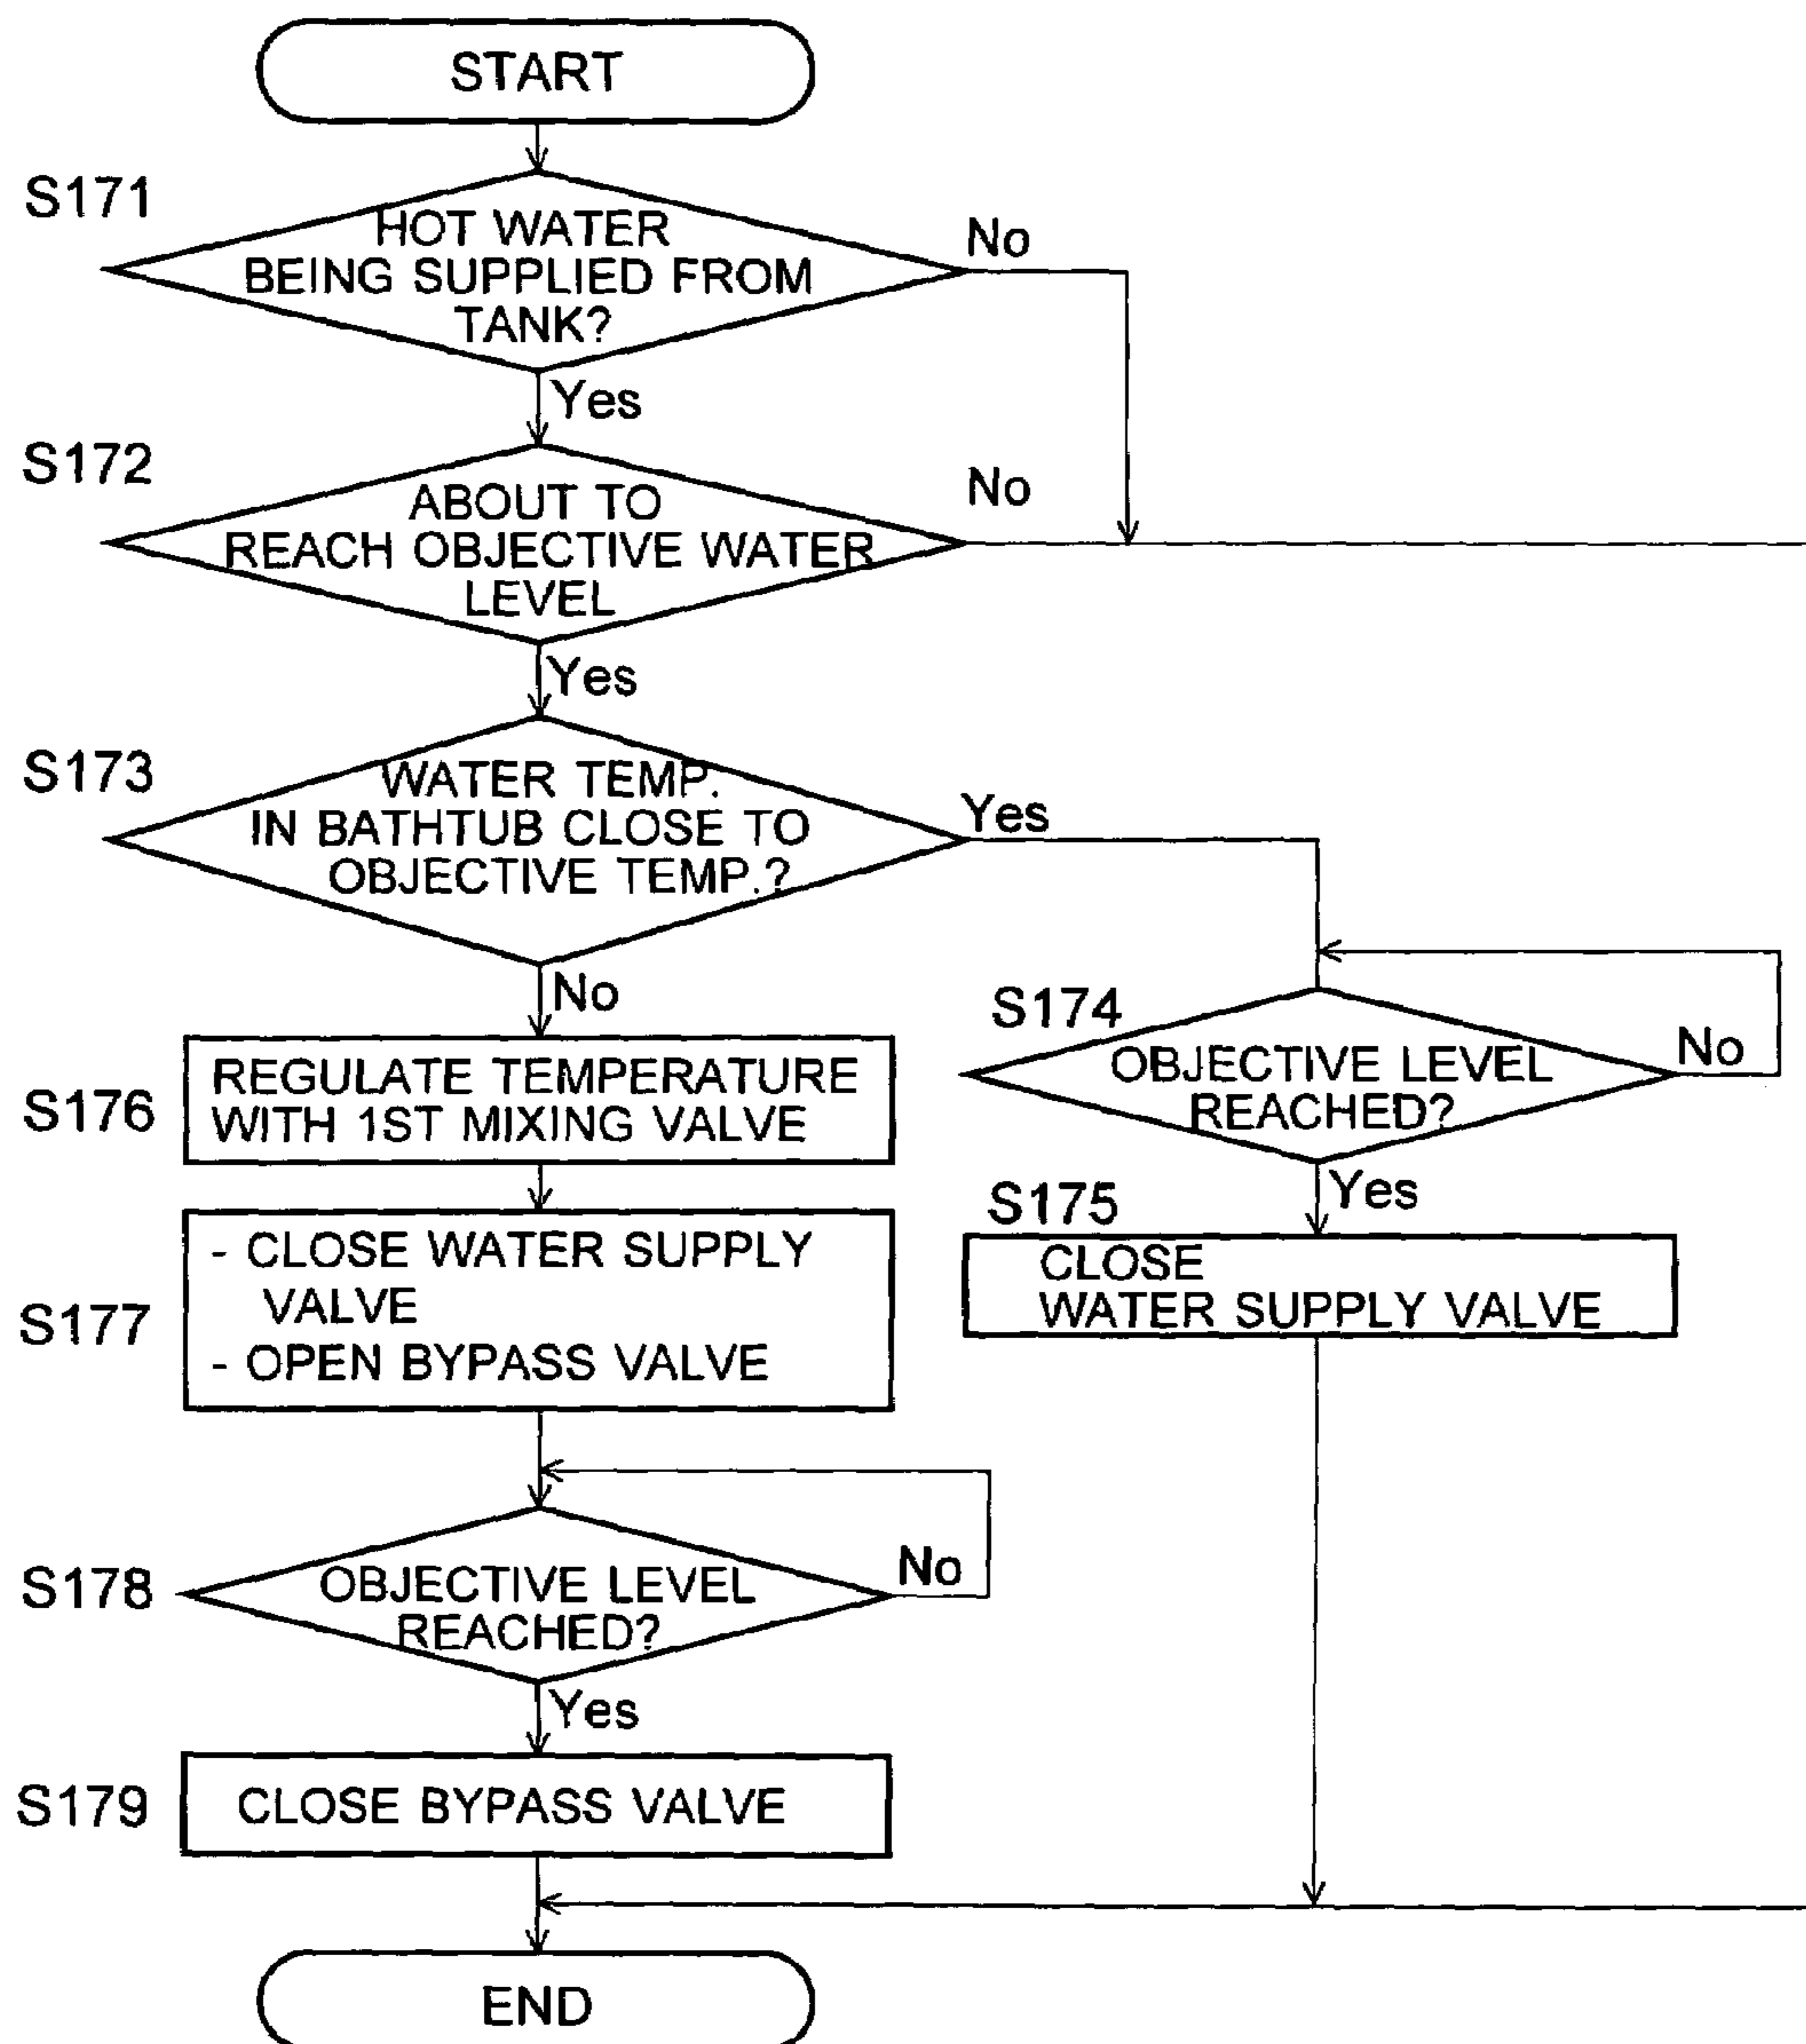 START
S171
HOT WATER
BEING SUPPLIED FROM
TANK?
No
Yes
S172
ABOUT TO
REACH OBJECTIVE WATER
LEVEL
No
Yes
S173
WATER TEMP.
IN BATHTUB CLOSE TO
OBJECTIVE TEMP.?
Yes
No
S174
OBJECTIVE LEVEL
REACHED?
No
Yes
S175
CLOSE
WATER SUPPLY VALVE
S176
REGULATE TEMPERATURE
WITH 1ST MIXING VALVE
S177
- CLOSE WATER SUPPLY
VALVE
- OPEN BYPASS VALVE
S178
OBJECTIVE LEVEL
REACHED?
No
Yes
S179
CLOSE BYPASS VALVE
END